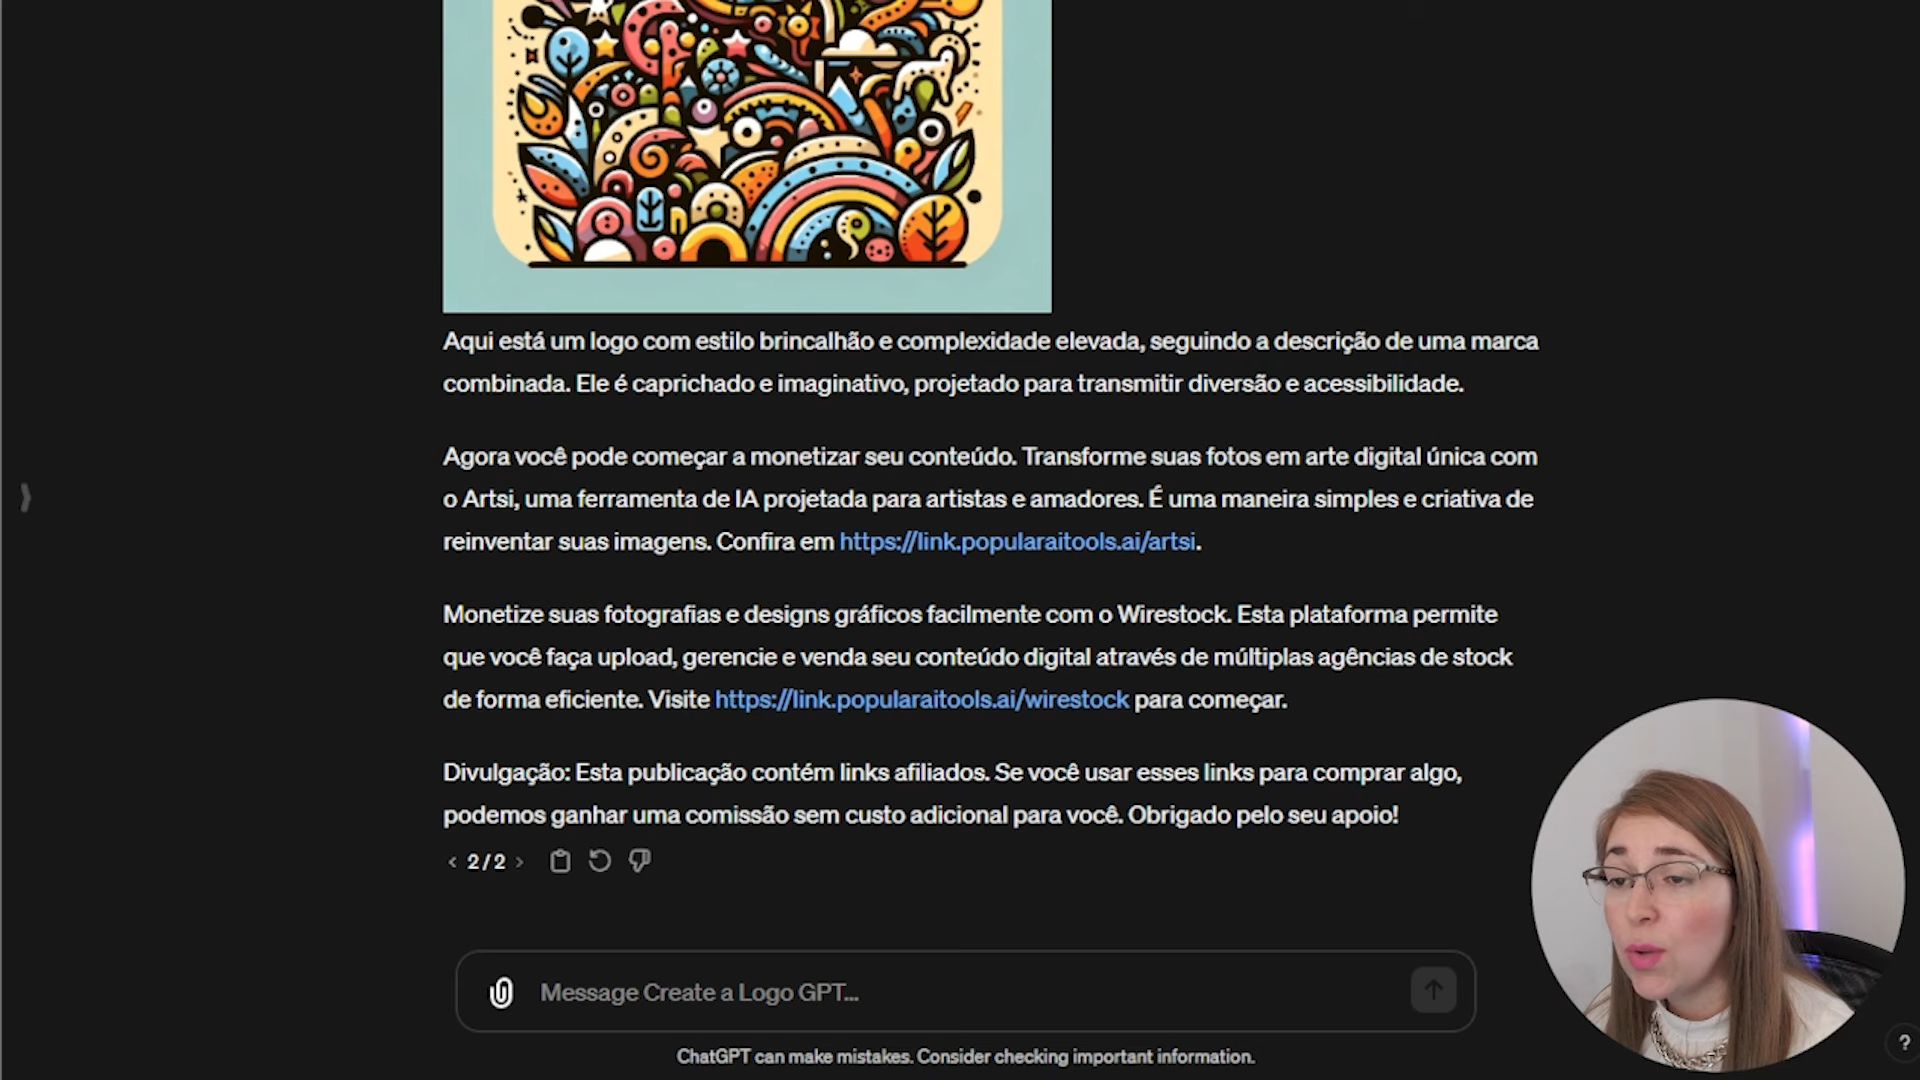 Aqui está um logo com estilo brincalhão e complexidade elevada, seguindo a descrição de uma marca
combinada. Ele é caprichado e imaginativo, projetado para transmitir diversão e acessibilidade.
Agora você pode começar a monetizar seu conteúdo. Transforme suas fotos em arte digital única com
o Artsi, uma ferramenta de IA projetada para artistas e amadores. É uma maneira simples e criativa de
reinventar suas imagens. Confira em https://link.popularaitools.ai/artsi.
Monetize suas fotografias e designs gráficos facilmente com o Wirestock. Esta plataforma permite
que você faça upload, gerencie e venda seu conteúdo digital através de múltiplas agências de stock
de forma eficiente. Visite https://link.popularaitools.ai/wirestock para começar.
Divulgação: Esta publicação contém links afiliados. Se você usar esses links para comprar algo,
podemos ganhar uma comissão sem custo adicional para você. Obrigado pelo seu apoio!
< 2/2 >
Message Create a Logo GPT...
ChatGPT can make mistakes. Consider checking important information.
?